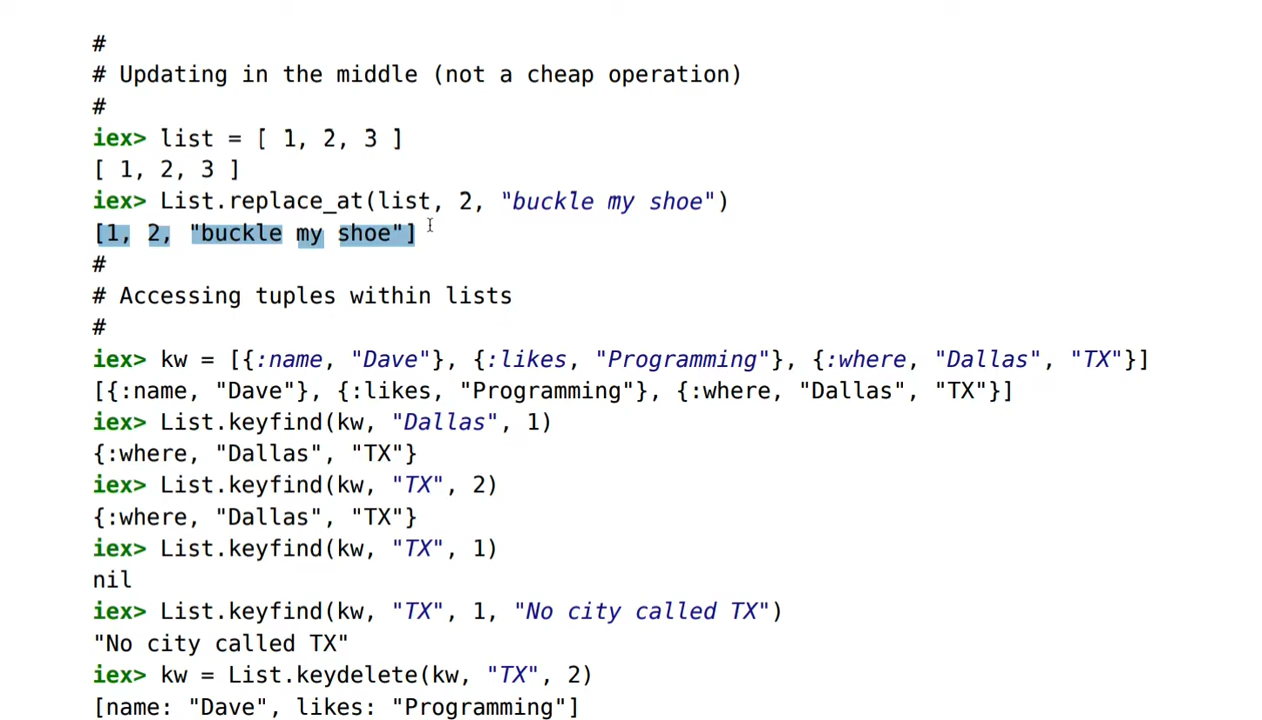 #
# Updating in the middle (not a cheap operation)
#
iex> list = [ 1, 2, 3 ]
[ 1, 2, 3 ]
iex> List.replace_at(list, 2, "buckle my shoe")
[1, 2, "buckle my shoe"]
#
# Accessing tuples within lists
#
iex> kw = [{:name, "Dave"}, {:likes, "Programming"}, {:where, "Dallas", "TX"}]
[{:name, "Dave"}, {:likes, "Programming"}, {:where, "Dallas", "TX"}]
iex> List.keyfind(kw, "Dallas", 1)
{:where, "Dallas", "TX"}
iex> List.keyfind(kw, "TX", 2)
{:where, "Dallas", "TX"}
iex> List.keyfind(kw, "TX", 1)
nil
iex> List.keyfind(kw, "TX", 1, "No city called TX")
"No city called TX"
iex> kw = List.keydelete(kw, "TX", 2)
[name: "Dave", likes: "Programming"]